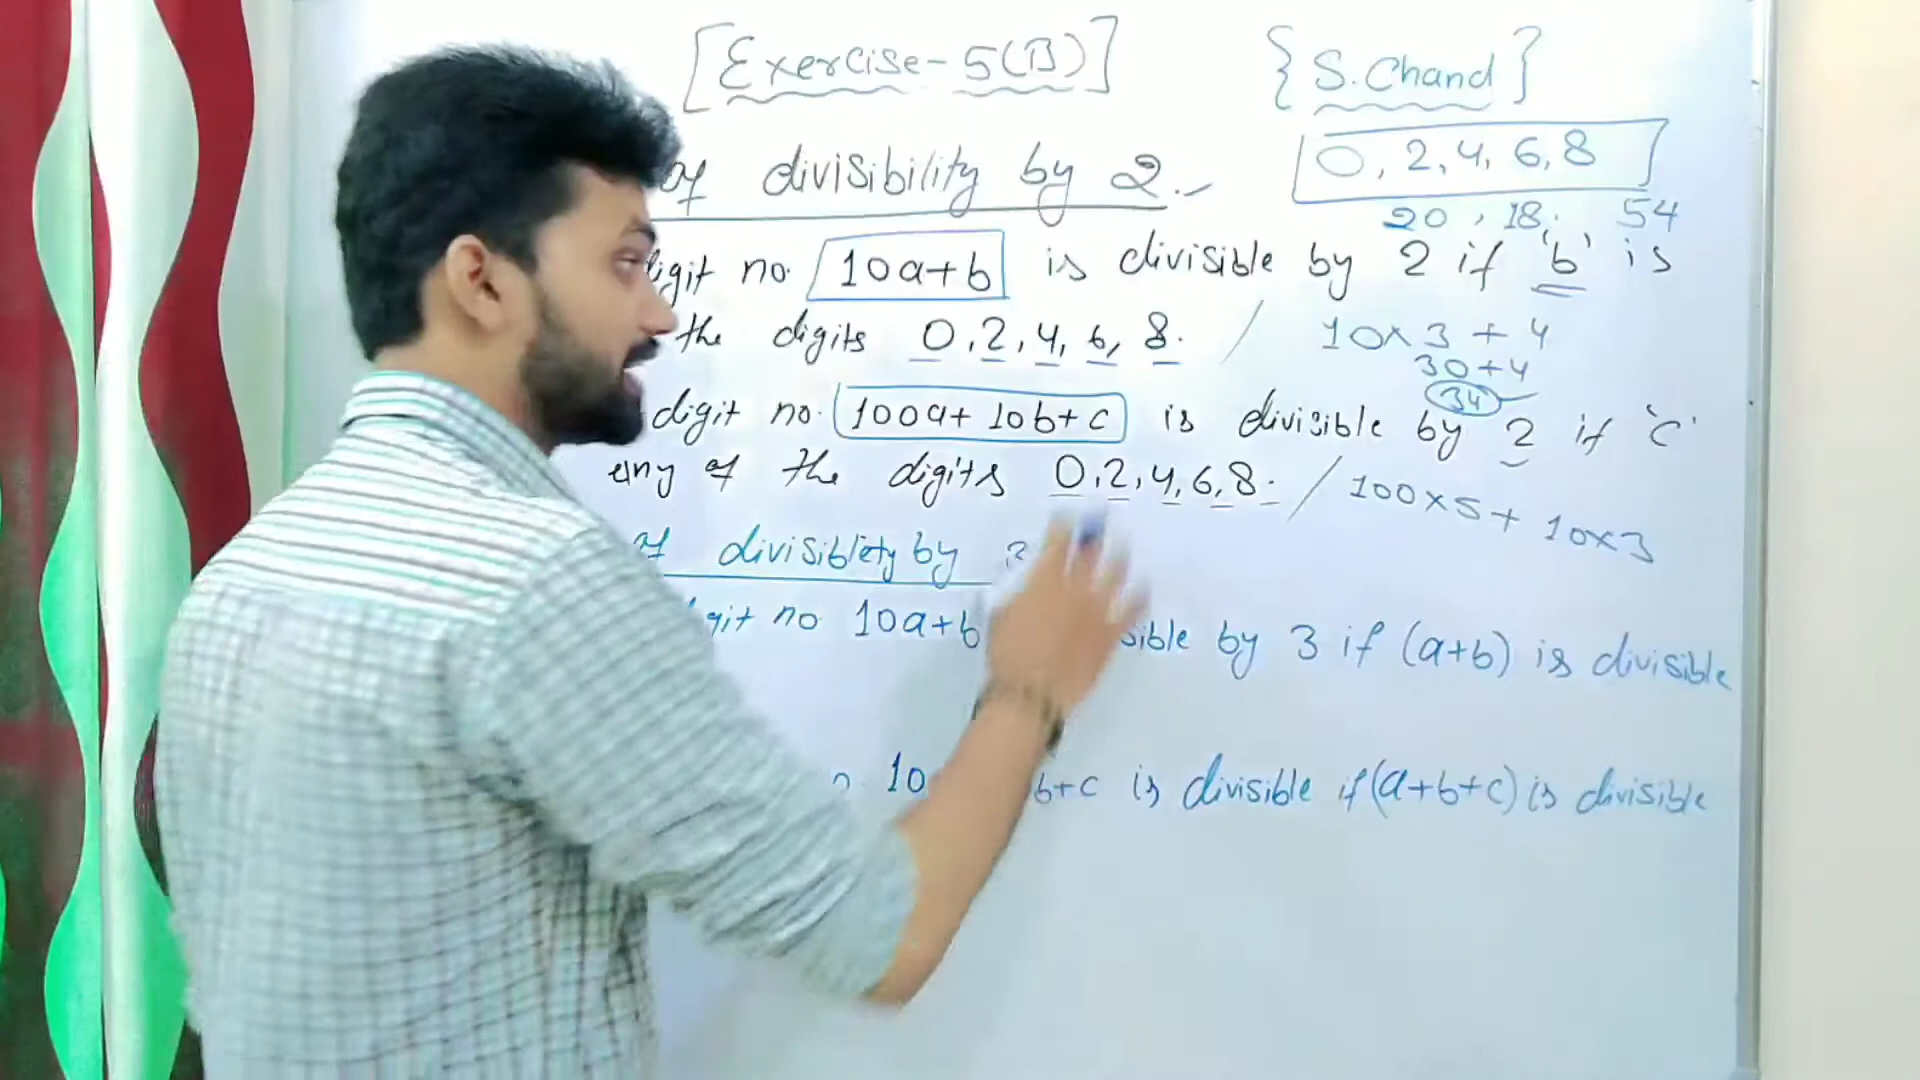 [Exercise-5(B)]
{S.Chand}
of divisibility by 2.
0, 2, 4, 6, 8
20, 18, 54
digit no. 10a+b is divisible by 2 if 'b' is
the digits 0, 2, 4, 6, 8.
10×3+4
30+4
34
digit no. 100a+10b+c is divisible by 2 if 'c'
any of the digits 0, 2, 4, 6, 8.
100×5+10×3
of divisiblety by
git no 10a+b sible by 3 if (a+b) is divisible
10 b+c is divisible if (a+b+c) is divisible